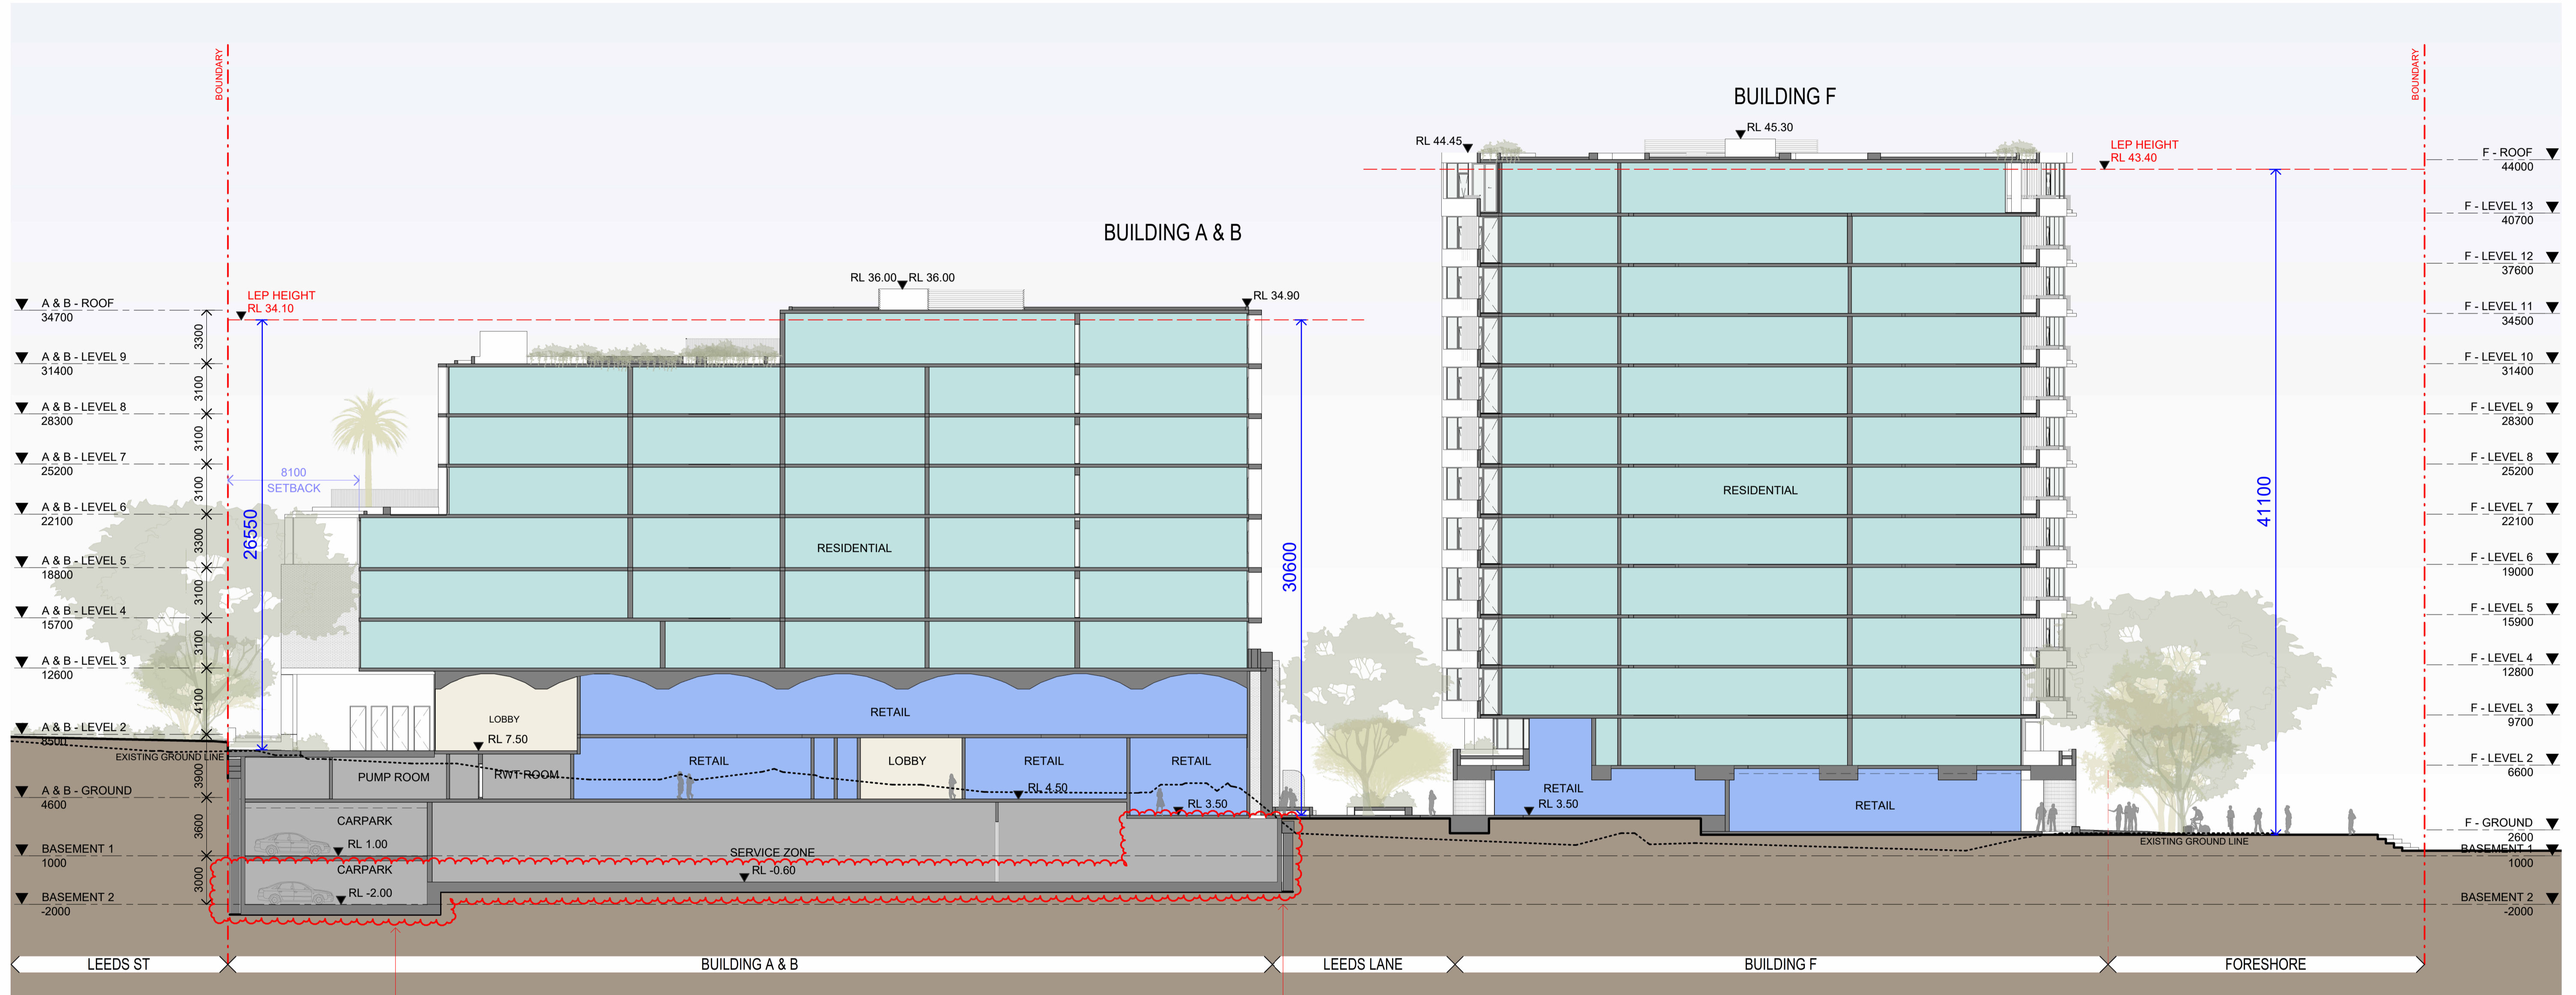 BOUNDARY
BOUNDARY
BUILDING F
BUILDING A & B
RL 45.30
RL 44.45
LEP HEIGHT
RL 43.40
RL 36.00
RL 36.00
RL 34.90
LEP HEIGHT
RL 34.10
A & B - ROOF
34700
A & B - LEVEL 9
31400
A & B - LEVEL 8
28300
A & B - LEVEL 7
25200
A & B - LEVEL 6
22100
A & B - LEVEL 5
18800
A & B - LEVEL 4
15700
A & B - LEVEL 3
12600
A & B - LEVEL 2
8500
A & B - GROUND
4600
BASEMENT 1
1000
BASEMENT 2
-2000
3300
3100
3100
3100
3300
3100
3100
4100
3900
3600
3000
26550
8100
SETBACK
30600
41100
RESIDENTIAL
RESIDENTIAL
LOBBY
RL 7.50
RETAIL
EXISTING GROUND LINE
PUMP ROOM
RWT ROOM
RETAIL
LOBBY
RETAIL
RETAIL
RL 4.50
RL 3.50
CARPARK
RL 1.00
CARPARK
RL -2.00
SERVICE ZONE
RL -0.60
RETAIL
RL 3.50
RETAIL
EXISTING GROUND LINE
F - ROOF
44000
F - LEVEL 13
40700
F - LEVEL 12
37600
F - LEVEL 11
34500
F - LEVEL 10
31400
F - LEVEL 9
28300
F - LEVEL 8
25200
F - LEVEL 7
22100
F - LEVEL 6
19000
F - LEVEL 5
15900
F - LEVEL 4
12800
F - LEVEL 3
9700
F - LEVEL 2
6600
F - GROUND
2600
BASEMENT 1
1000
BASEMENT 2
-2000
LEEDS ST
BUILDING A & B
LEEDS LANE
BUILDING F
FORESHORE